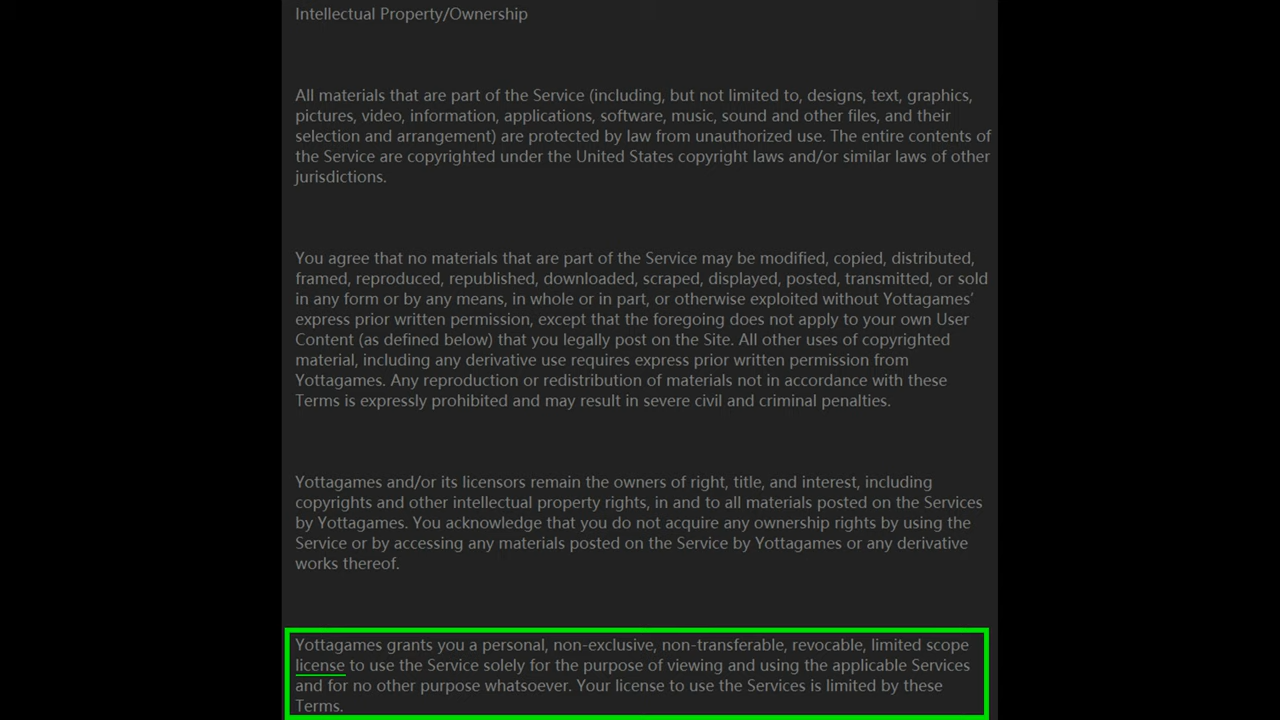 Intellectual Property/Ownership
All materials that are part of the Service (including, but not limited to, designs, text, graphics,
pictures, video, information, applications, software, music, sound and other files, and their
selection and arrangement) are protected by law from unauthorized use. The entire contents of
the Service are copyrighted under the United States copyright laws and/or similar laws of other
jurisdictions.
You agree that no materials that are part of the Service may be modified, copied, distributed,
framed, reproduced, republished, downloaded, scraped, displayed, posted, transmitted, or sold
in any form or by any means, in whole or in part, or otherwise exploited without Yottagames’
express prior written permission, except that the foregoing does not apply to your own User
Content (as defined below) that you legally post on the Site. All other uses of copyrighted
material, including any derivative use requires express prior written permission from
Yottagames. Any reproduction or redistribution of materials not in accordance with these
Terms is expressly prohibited and may result in severe civil and criminal penalties.
Yottagames and/or its licensors remain the owners of right, title, and interest, including
copyrights and other intellectual property rights, in and to all materials posted on the Services
by Yottagames. You acknowledge that you do not acquire any ownership rights by using the
Service or by accessing any materials posted on the Service by Yottagames or any derivative
works thereof.
Yottagames grants you a personal, non-exclusive, non-transferable, revocable, limited scope
license to use the Service solely for the purpose of viewing and using the applicable Services
and for no other purpose whatsoever. Your license to use the Services is limited by these
Terms.